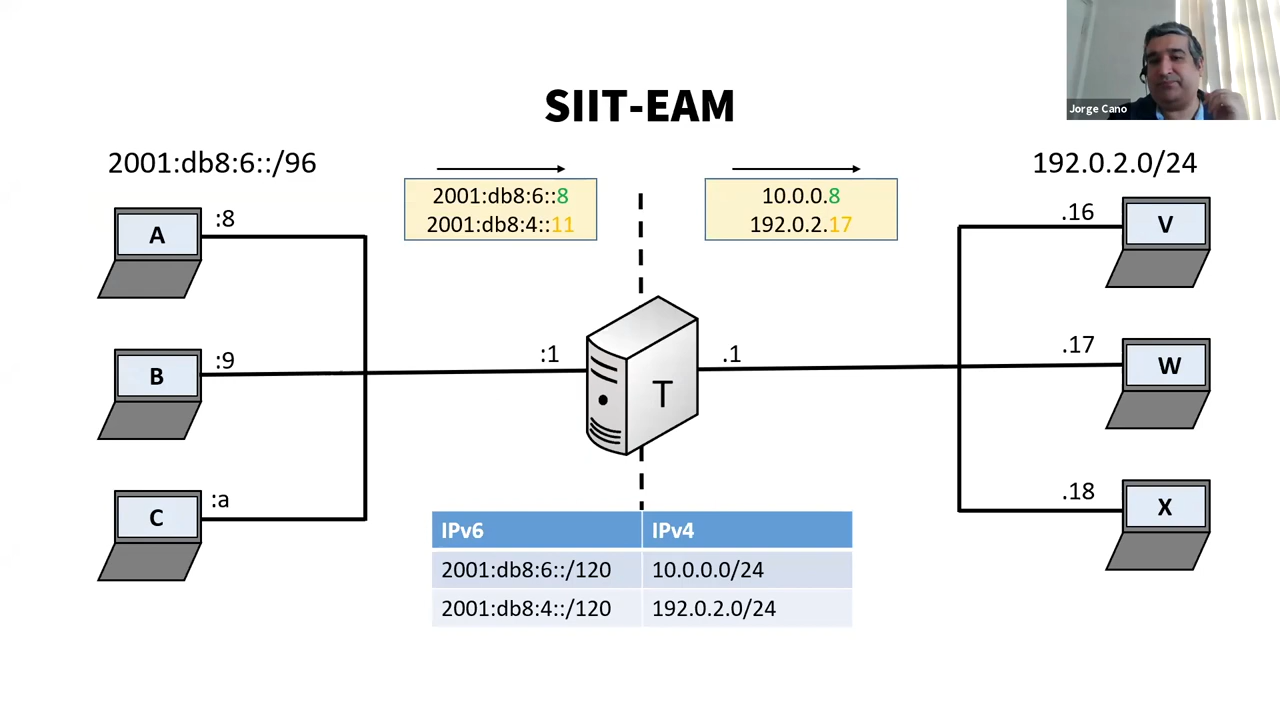 Jorge Cano
SIIT-EAM
2001:db8:6::/96
192.0.2.0/24
2001:db8:6::8
2001:db8:4::11
10.0.0.8
192.0.2.17
:8
A
.16
V
:9
B
:1
T
.1
.17
W
:a
C
.18
X
IPv6 IPv4
2001:db8:6::/120 10.0.0.0/24
2001:db8:4::/120 192.0.2.0/24